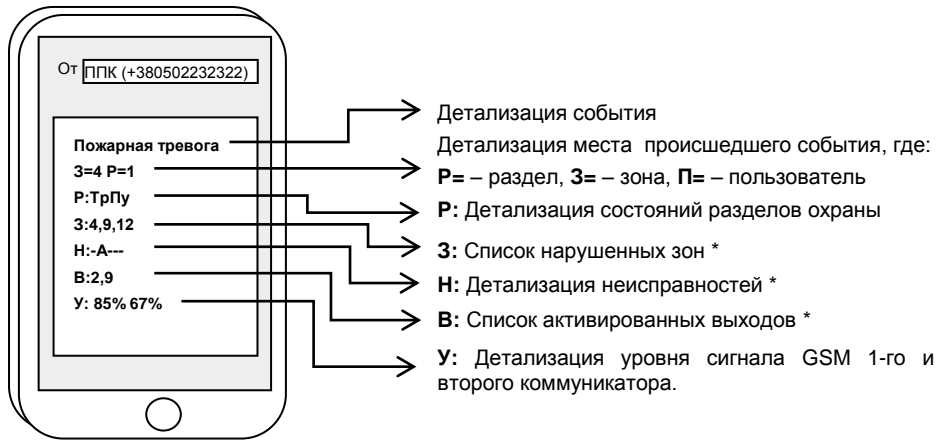 От ППК (+380502232322)
Пожарная тревога
З=4 Р=1
Р:ТрПу
З:4,9,12
Н:-А---
В:2,9
У: 85% 67%
Детализация события
Детализация места происшедшего события, где:
Р= – раздел, З= – зона, П= – пользователь
Р: Детализация состояний разделов охраны
З: Список нарушенных зон *
Н: Детализация неисправностей *
В: Список активированных выходов *
У: Детализация уровня сигнала GSM 1-го и
второго коммуникатора.